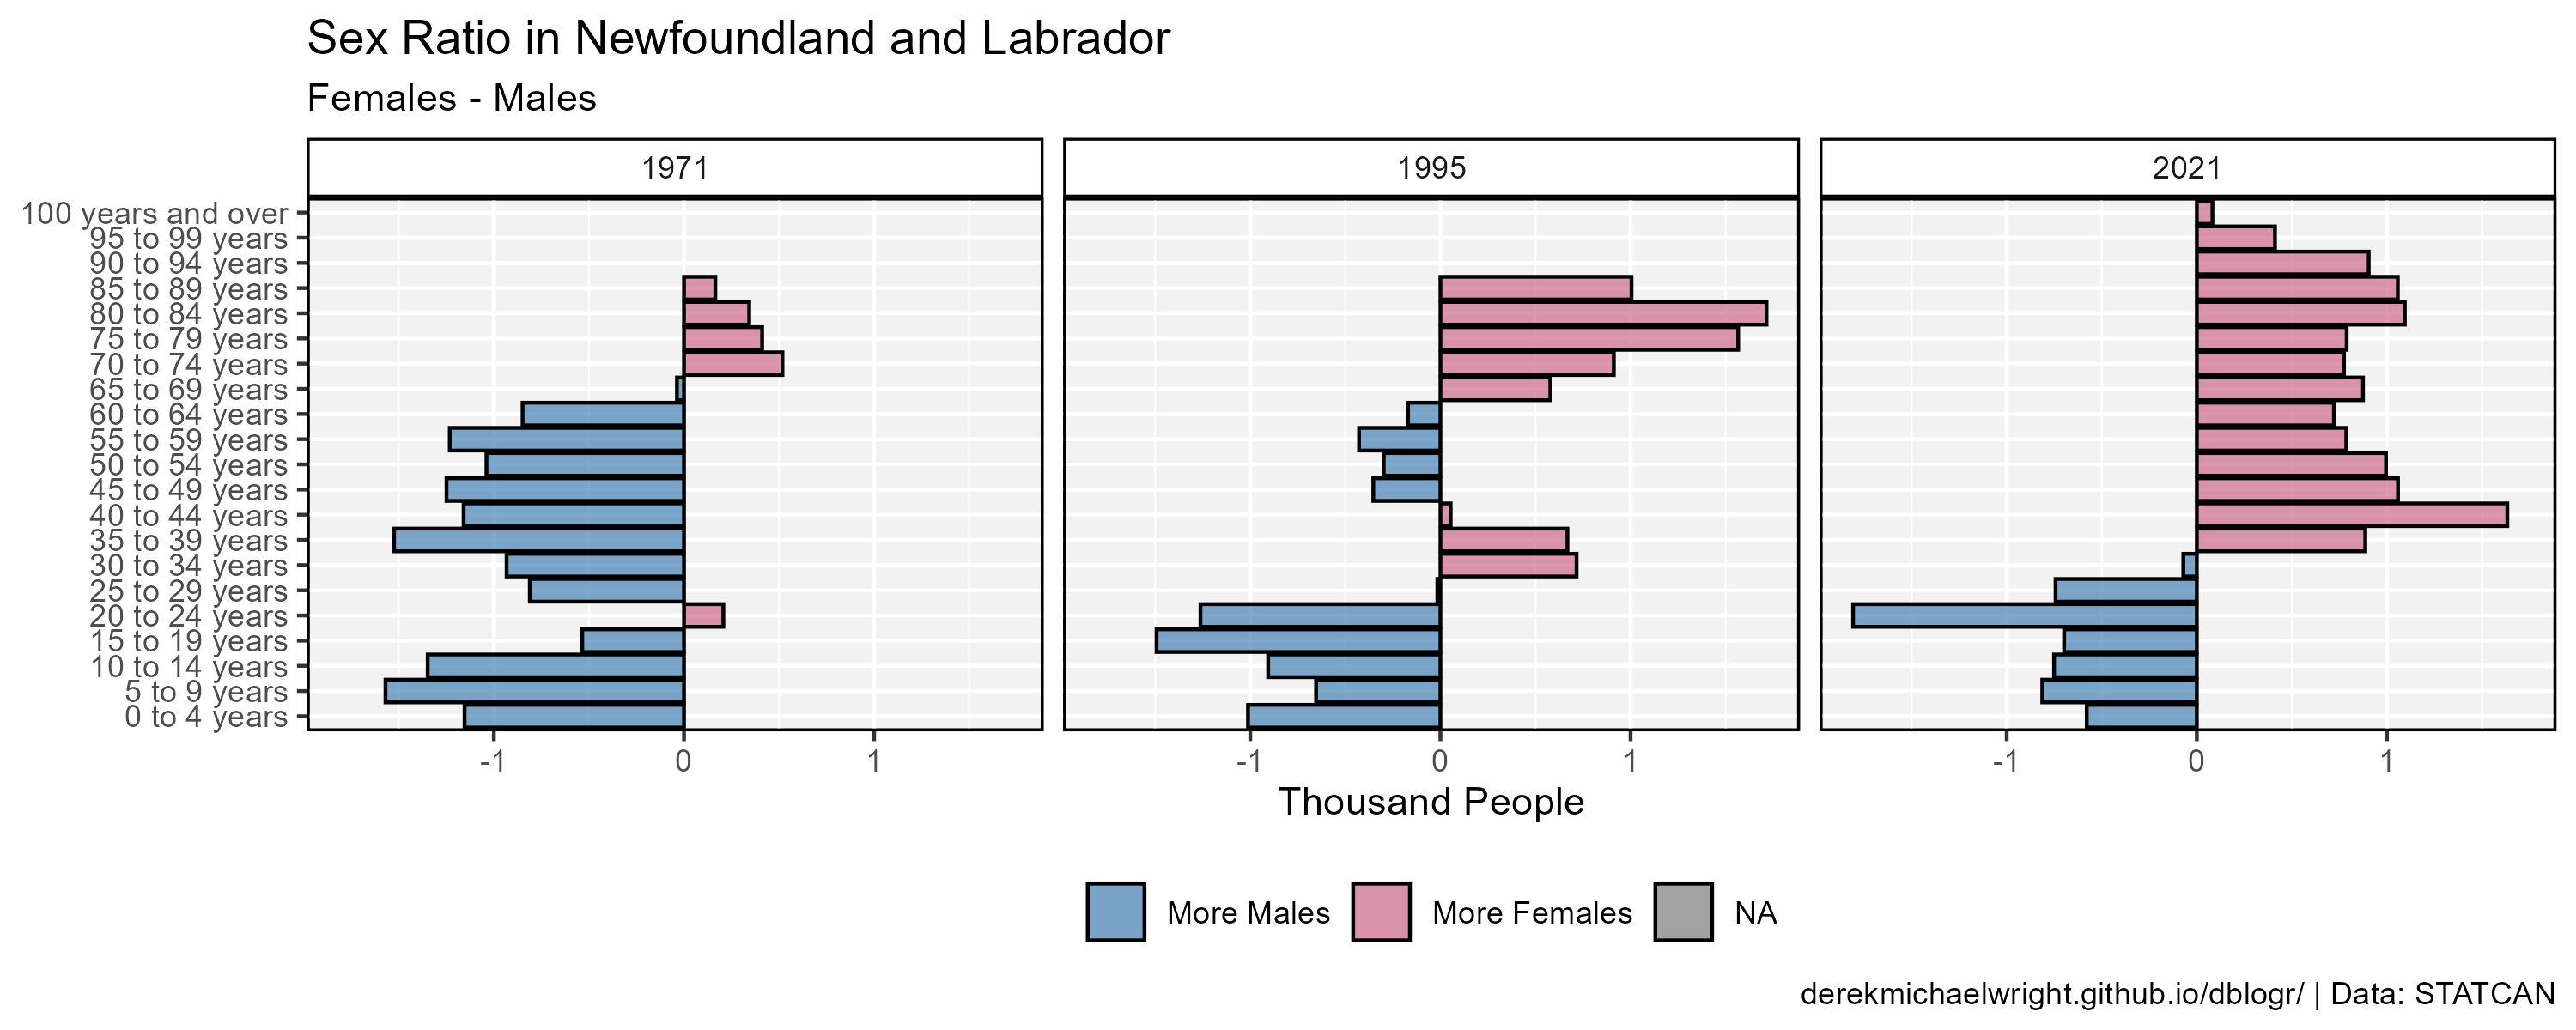 Sex Ratio in Newfoundland and Labrador
Females - Males
1971
1995
2021
100 years and over
95 to 99 years
90 to 94 years
85 to 89 years
80 to 84 years
75 to 79 years
70 to 74 years
65 to 69 years
60 to 64 years
55 to 59 years
50 to 54 years
45 to 49 years
40 to 44 years
35 to 39 years
30 to 34 years
25 to 29 years
20 to 24 years
15 to 19 years
10 to 14 years
5 to 9 years
0 to 4 years
-1 0 1
-1 0 1
-1 0 1
Thousand People
More Males
More Females
NA
derekmichaelwright.github.io/dblogr/ | Data: STATCAN